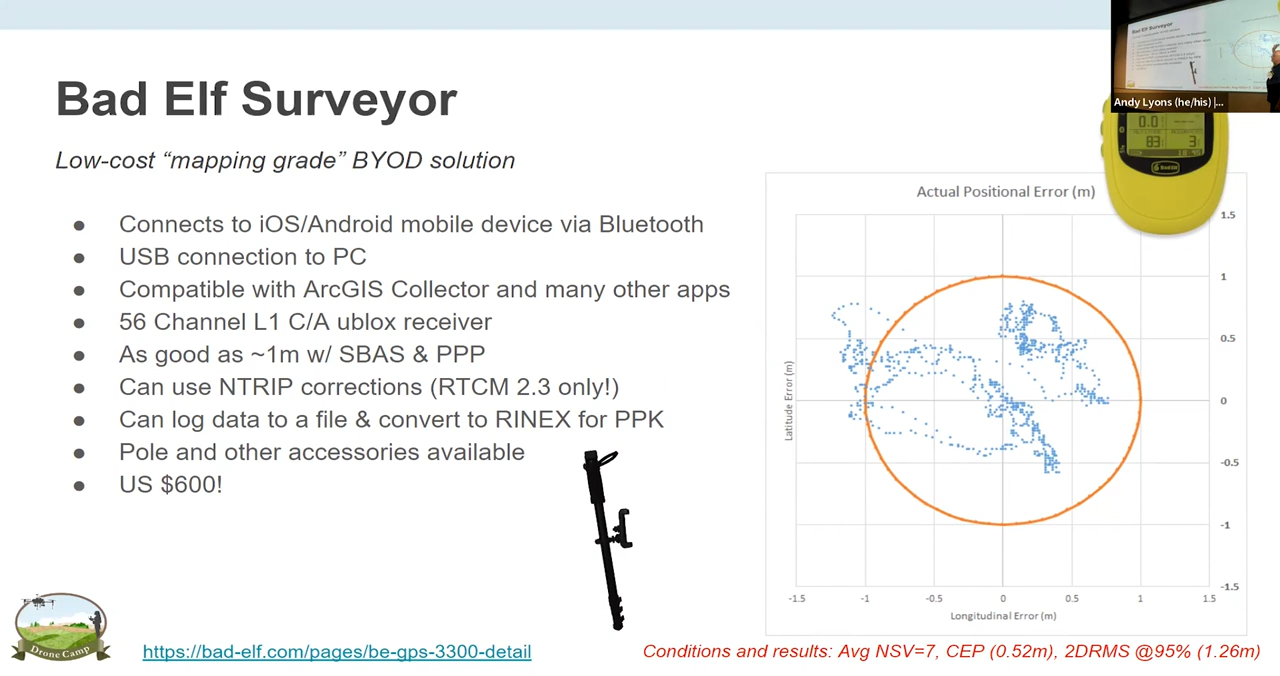 Bad Elf Surveyor
Andy Lyons (he/his) |...
Low-cost “mapping grade” BYOD solution
Connects to iOS/Android mobile device via Bluetooth
USB connection to PC
Compatible with ArcGIS Collector and many other apps
56 Channel L1 C/A ublox receiver
As good as ~1m w/ SBAS & PPP
Can use NTRIP corrections (RTCM 2.3 only!)
Can log data to a file & convert to RINEX for PPK
Pole and other accessories available
US $600!
Actual Positional Error (m)
1.5
1
0.5
0
-0.5
-1
-1.5
Latitude Error (m)
-1.5 -1 -0.5 0 0.5 1 1.5
Longitudinal Error (m)
0.0
83 3
Bad Elf
Drone Camp
https://bad-elf.com/pages/be-gps-3300-detail
Conditions and results: Avg NSV=7, CEP (0.52m), 2DRMS @95% (1.26m)